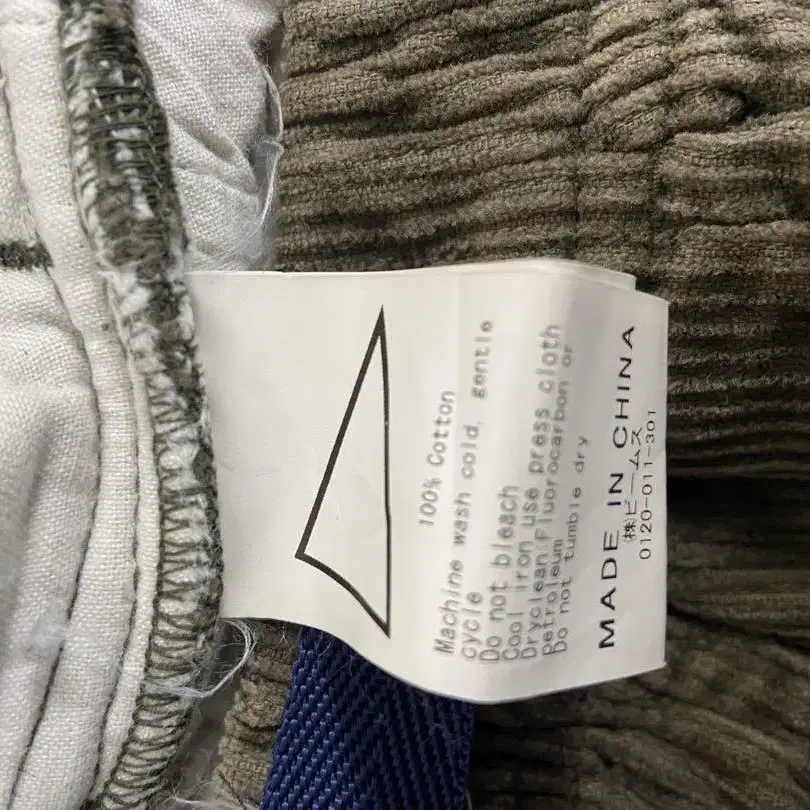 100% Cotton
Machine wash cold, gentle
cycle
Do not bleach
Cool iron use press cloth
Dryclean:Fluorocarbon or
petroleum
Do not tumble dry
MADE IN CHINA
㈱ビームス
0120-011-301